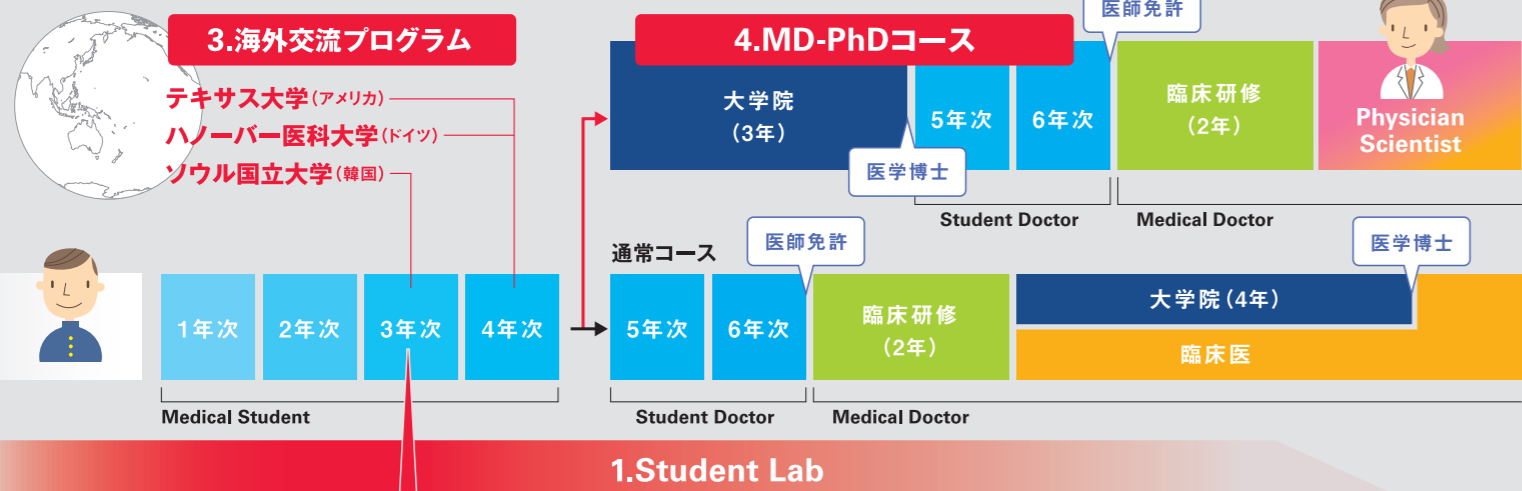 3.海外交流プログラム
テキサス大学(アメリカ)
ハノーバー医科大学(ドイツ)
ソウル国立大学(韓国)
4.MD-PhDコース
医師免許
大学院
(3年)
医学博士
5年次
6年次
臨床研修
(2年)
Physician
Scientist
Student Doctor
Medical Doctor
1年次
2年次
3年次
4年次
Medical Student
通常コース
5年次
6年次
医師免許
臨床研修
(2年)
大学院(4年)
医学博士
臨床医
Student Doctor
Medical Doctor
1.Student Lab